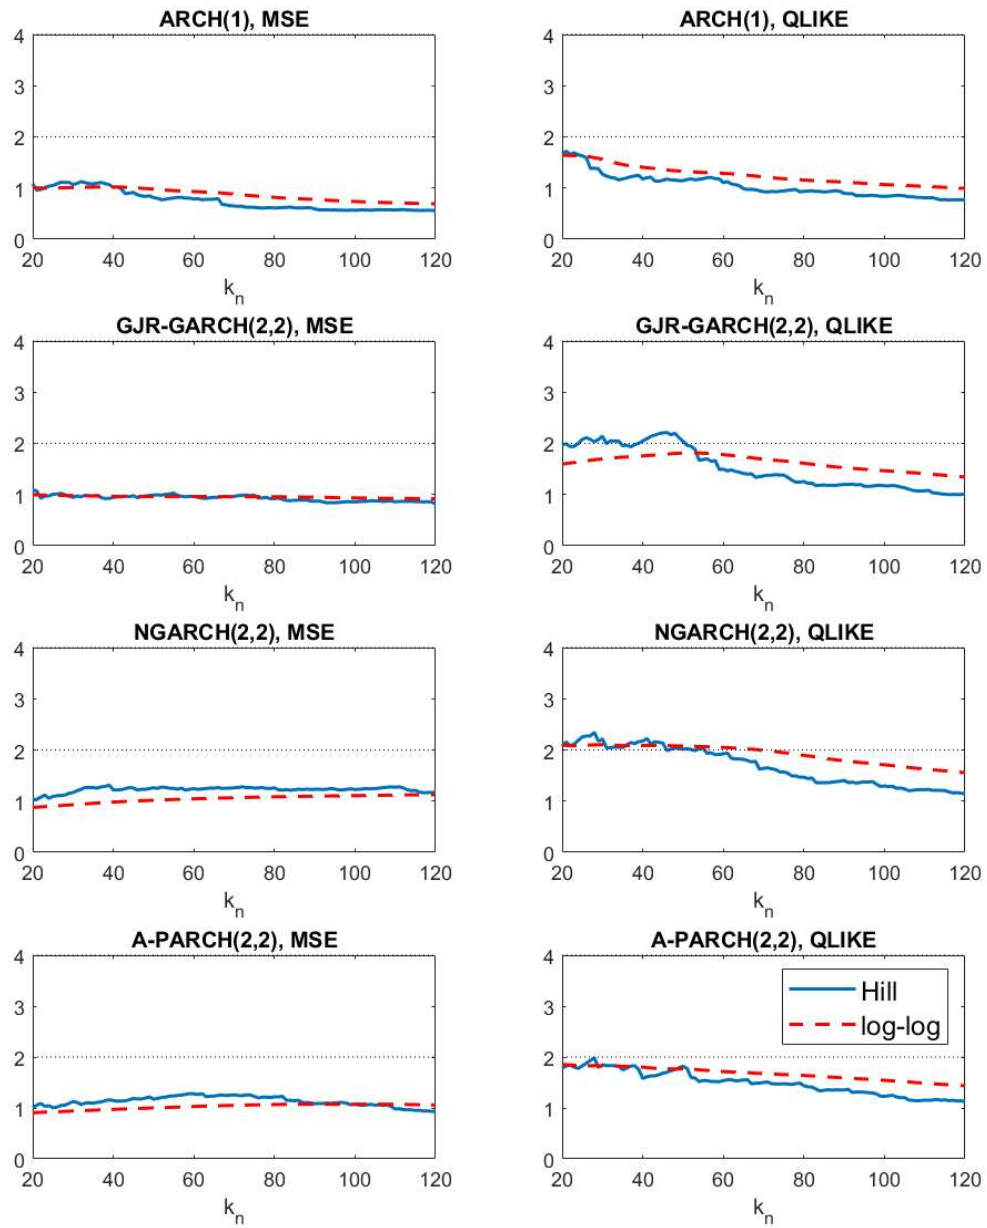 ARCH(1), MSE
4
3
2
1
0
20 40 60 80 100 120
k_n
ARCH(1), QLIKE
4
3
2
1
0
20 40 60 80 100 120
k_n
GJR-GARCH(2,2), MSE
4
3
2
1
0
20 40 60 80 100 120
k_n
GJR-GARCH(2,2), QLIKE
4
3
2
1
0
20 40 60 80 100 120
k_n
NGARCH(2,2), MSE
4
3
2
1
0
20 40 60 80 100 120
k_n
NGARCH(2,2), QLIKE
4
3
2
1
0
20 40 60 80 100 120
k_n
A-PARCH(2,2), MSE
4
3
2
1
0
20 40 60 80 100 120
k_n
A-PARCH(2,2), QLIKE
4
3
2
1
0
Hill
log-log
20 40 60 80 100 120
k_n